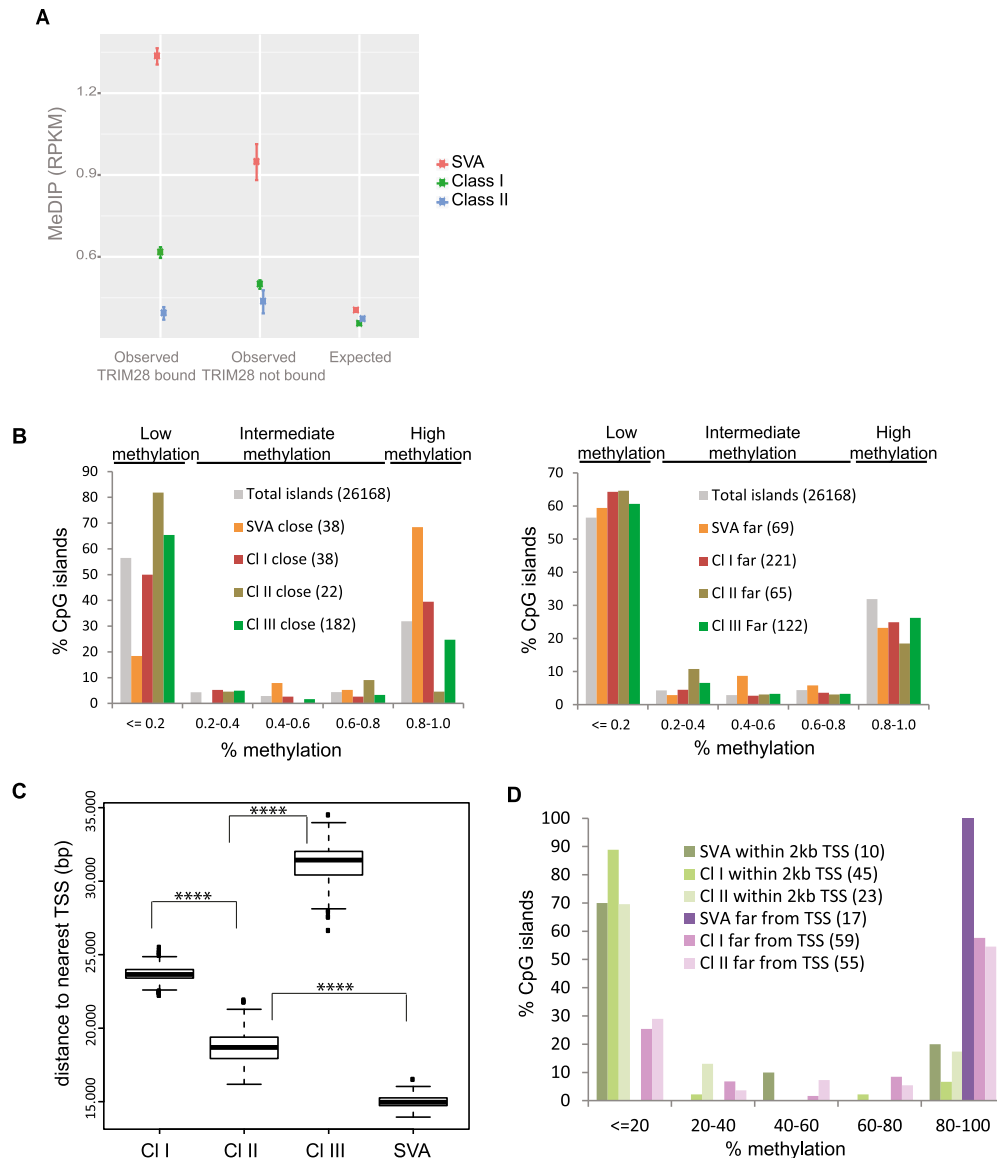 A
MeDIP (RPKM)
1.2
0.9
0.6
SVA
Class I
Class II
Observed
TRIM28 bound
Observed
TRIM28 not bound
Expected
B
Low
methylation
Intermediate
methylation
High
methylation
% CpG islands
90
80
70
60
50
40
30
20
10
0
Total islands (26168)
SVA close (38)
Cl I close (38)
Cl II close (22)
Cl III close (182)
<= 0.2
0.2-0.4
0.4-0.6
0.6-0.8
0.8-1.0
% methylation
Low
methylation
Intermediate
methylation
High
methylation
% CpG islands
70
60
50
40
30
20
10
0
Total islands (26168)
SVA far (69)
Cl I far (221)
Cl II far (65)
Cl III Far (122)
<= 0.2
0.2-0.4
0.4-0.6
0.6-0.8
0.8-1.0
% methylation
C
distance to nearest TSS (bp)
35,000
30,000
25,000
20,000
15,000
****
****
****
Cl I
Cl II
Cl III
SVA
D
% CpG islands
100
90
80
70
60
50
40
30
20
10
0
SVA within 2kb TSS (10)
Cl I within 2kb TSS (45)
Cl II within 2kb TSS (23)
SVA far from TSS (17)
Cl I far from TSS (59)
Cl II far from TSS (55)
<=20
20-40
40-60
60-80
80-100
% methylation